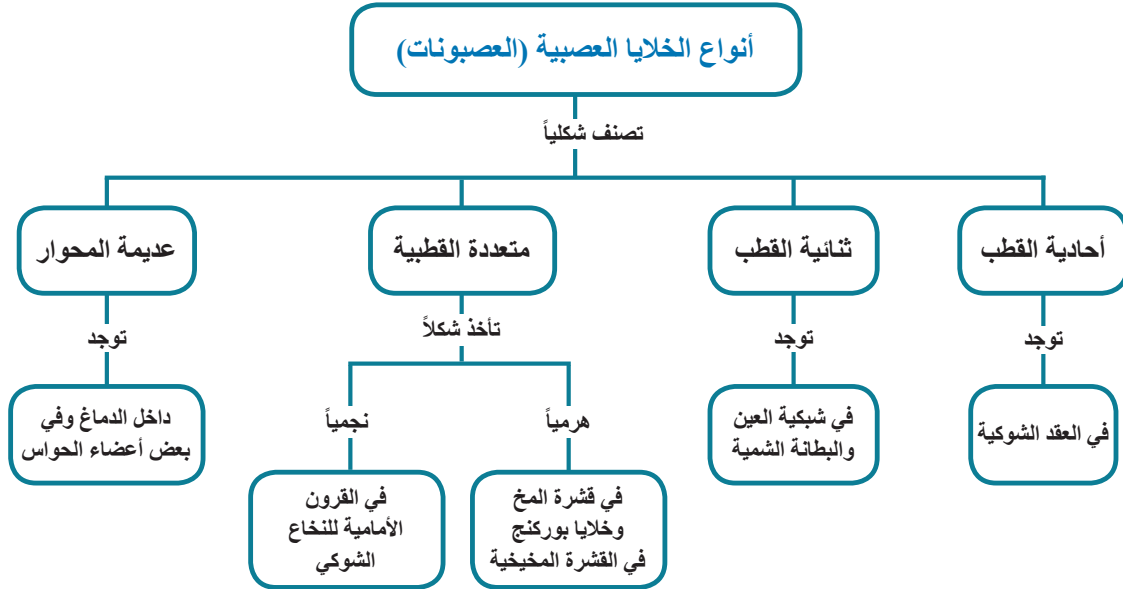 أنواع الخلايا العصبية (العصبونات)
تصنف شكلياً
أحادية القطب
ثنائية القطب
متعددة القطبية
عديمة المحوار
توجد
توجد
تأخذ شكلاً
توجد
في العقد الشوكية
في شبكية العين
والبطانة الشمية
هرمياً
نجمياً
داخل الدماغ وفي
بعض أعضاء الحواس
في قشرة المخ
وخلايا بوركنج
في القشرة المخيخية
في القرون
الأمامية للنخاع
الشوكي